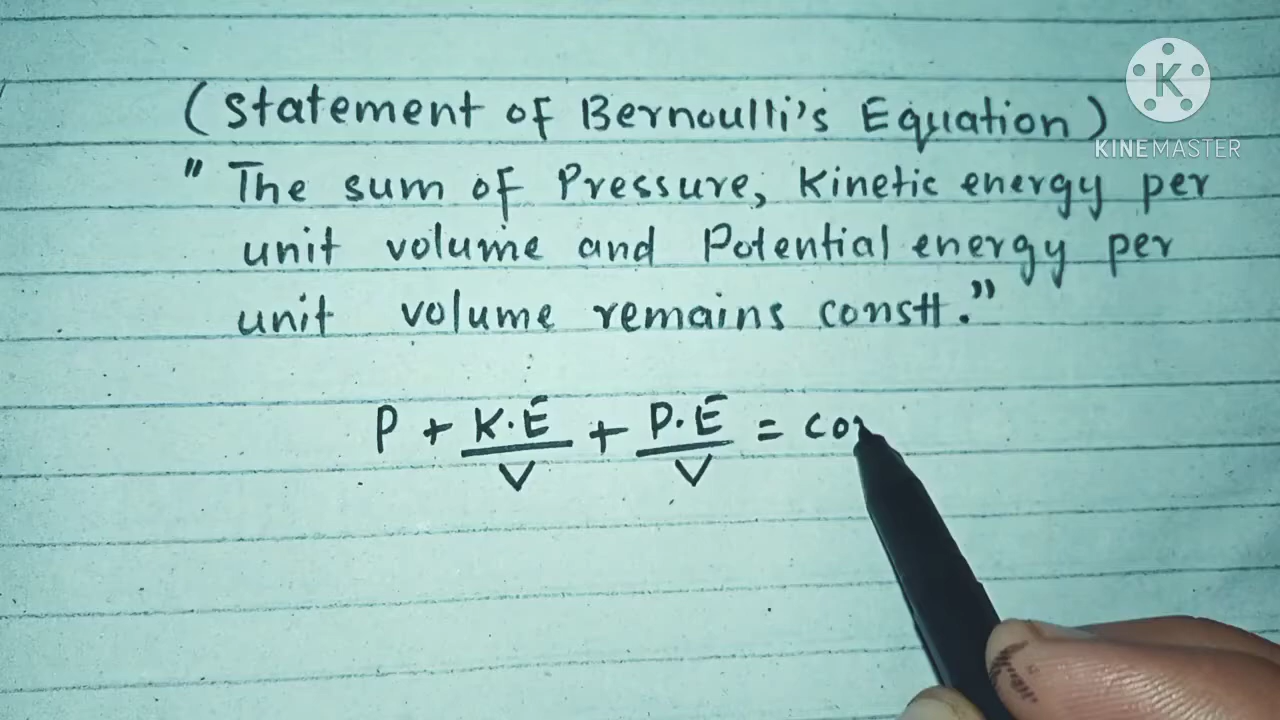 (Statement of Bernoulli's Equation)
K
KINEMASTER
" The sum of Pressure, Kinetic energy per
unit volume and Potential energy per
unit volume remains constt."
P + K.E/V + P.E/V = con